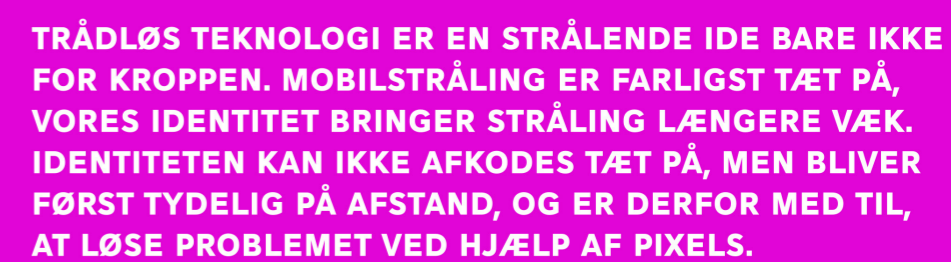 TRÅDLØS TEKNOLOGI ER EN STRÅLENDE IDE BARE IKKE
FOR KROPPEN. MOBILSTRÅLING ER FARLIGST TÆT PÅ,
VORES IDENTITET BRINGER STRÅLING LÆNGERE VÆK.
IDENTITETEN KAN IKKE AFKODES TÆT PÅ, MEN BLIVER
FØRST TYDELIG PÅ AFSTAND, OG ER DERFOR MED TIL,
AT LØSE PROBLEMET VED HJÆLP AF PIXELS.